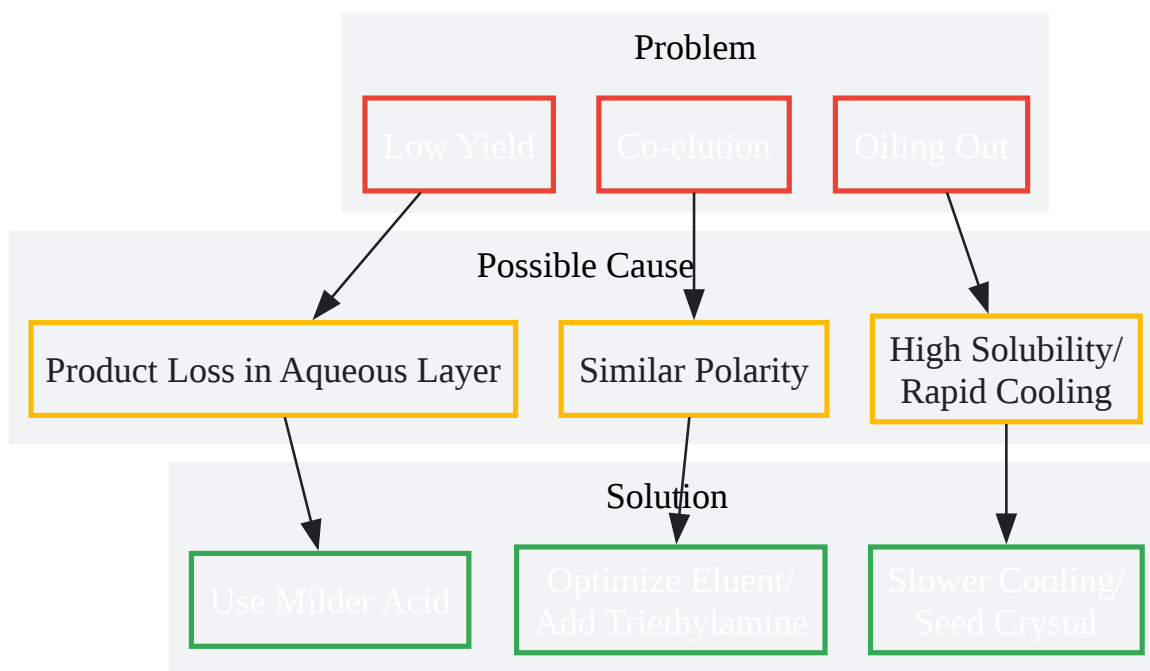 Problem
Low Yield
Co-elution
Oiling Out
Possible Cause
Product Loss in Aqueous Layer
Similar Polarity
High Solubility/
Rapid Cooling
Solution
Use Milder Acid
Optimize Eluent/
Add Triethylamine
Slower Cooling/
Seed Crystal